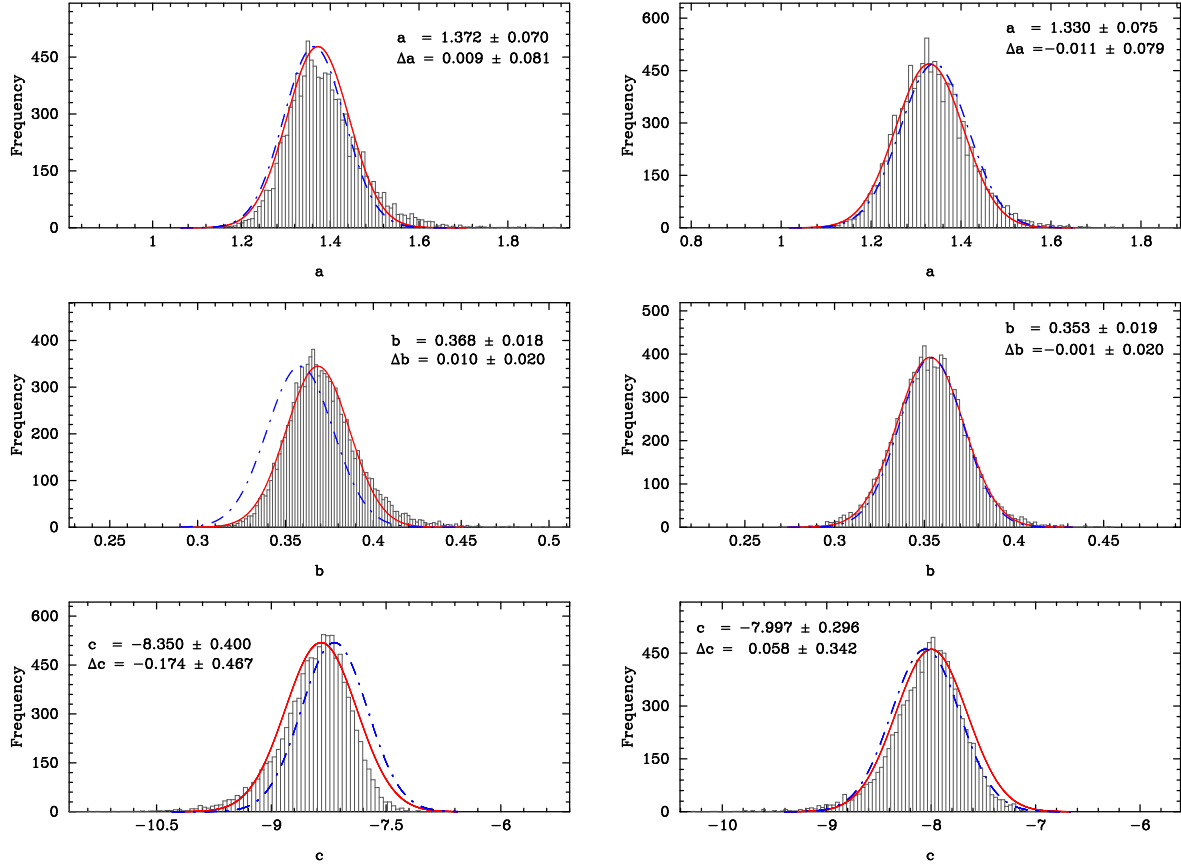 a = 1.372 ± 0.070
Δa = 0.009 ± 0.081
Frequency
450
300
150
0
1
1.2
1.4
1.6
1.8
a
a = 1.330 ± 0.075
Δa =−0.011 ± 0.079
Frequency
600
450
300
150
0
0.8
1
1.2
1.4
1.6
1.8
a
b = 0.368 ± 0.018
Δb = 0.010 ± 0.020
Frequency
400
300
200
100
0
0.25
0.3
0.35
0.4
0.45
0.5
b
b = 0.353 ± 0.019
Δb =−0.001 ± 0.020
Frequency
500
400
300
200
100
0
0.25
0.3
0.35
0.4
0.45
b
c = −8.350 ± 0.400
Δc = −0.174 ± 0.467
Frequency
600
450
300
150
0
−10.5
−9
−7.5
−6
c
c = −7.997 ± 0.296
Δc = 0.058 ± 0.342
Frequency
450
300
150
0
−10
−9
−8
−7
−6
c